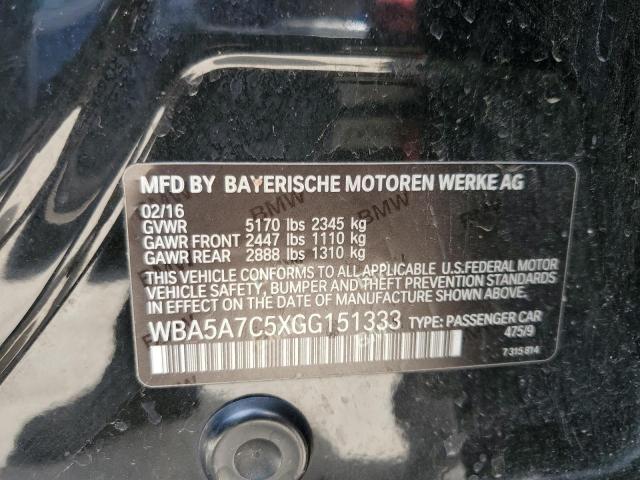 MFD BY BAYERISCHE MOTOREN WERKE AG
02/16
GVWR 5170 lbs 2345 kg
GAWR FRONT 2447 lbs 1110 kg
GAWR REAR 2888 lbs 1310 kg
THIS VEHICLE CONFORMS TO ALL APPLICABLE U.S. FEDERAL MOTOR
VEHICLE SAFETY, BUMPER AND THEFT PREVENTION STANDARDS
IN EFFECT ON THE DATE OF MANUFACTURE SHOWN ABOVE.
WBA5A7C5XGG151333 TYPE: PASSENGER CAR
475/9
7 315 814